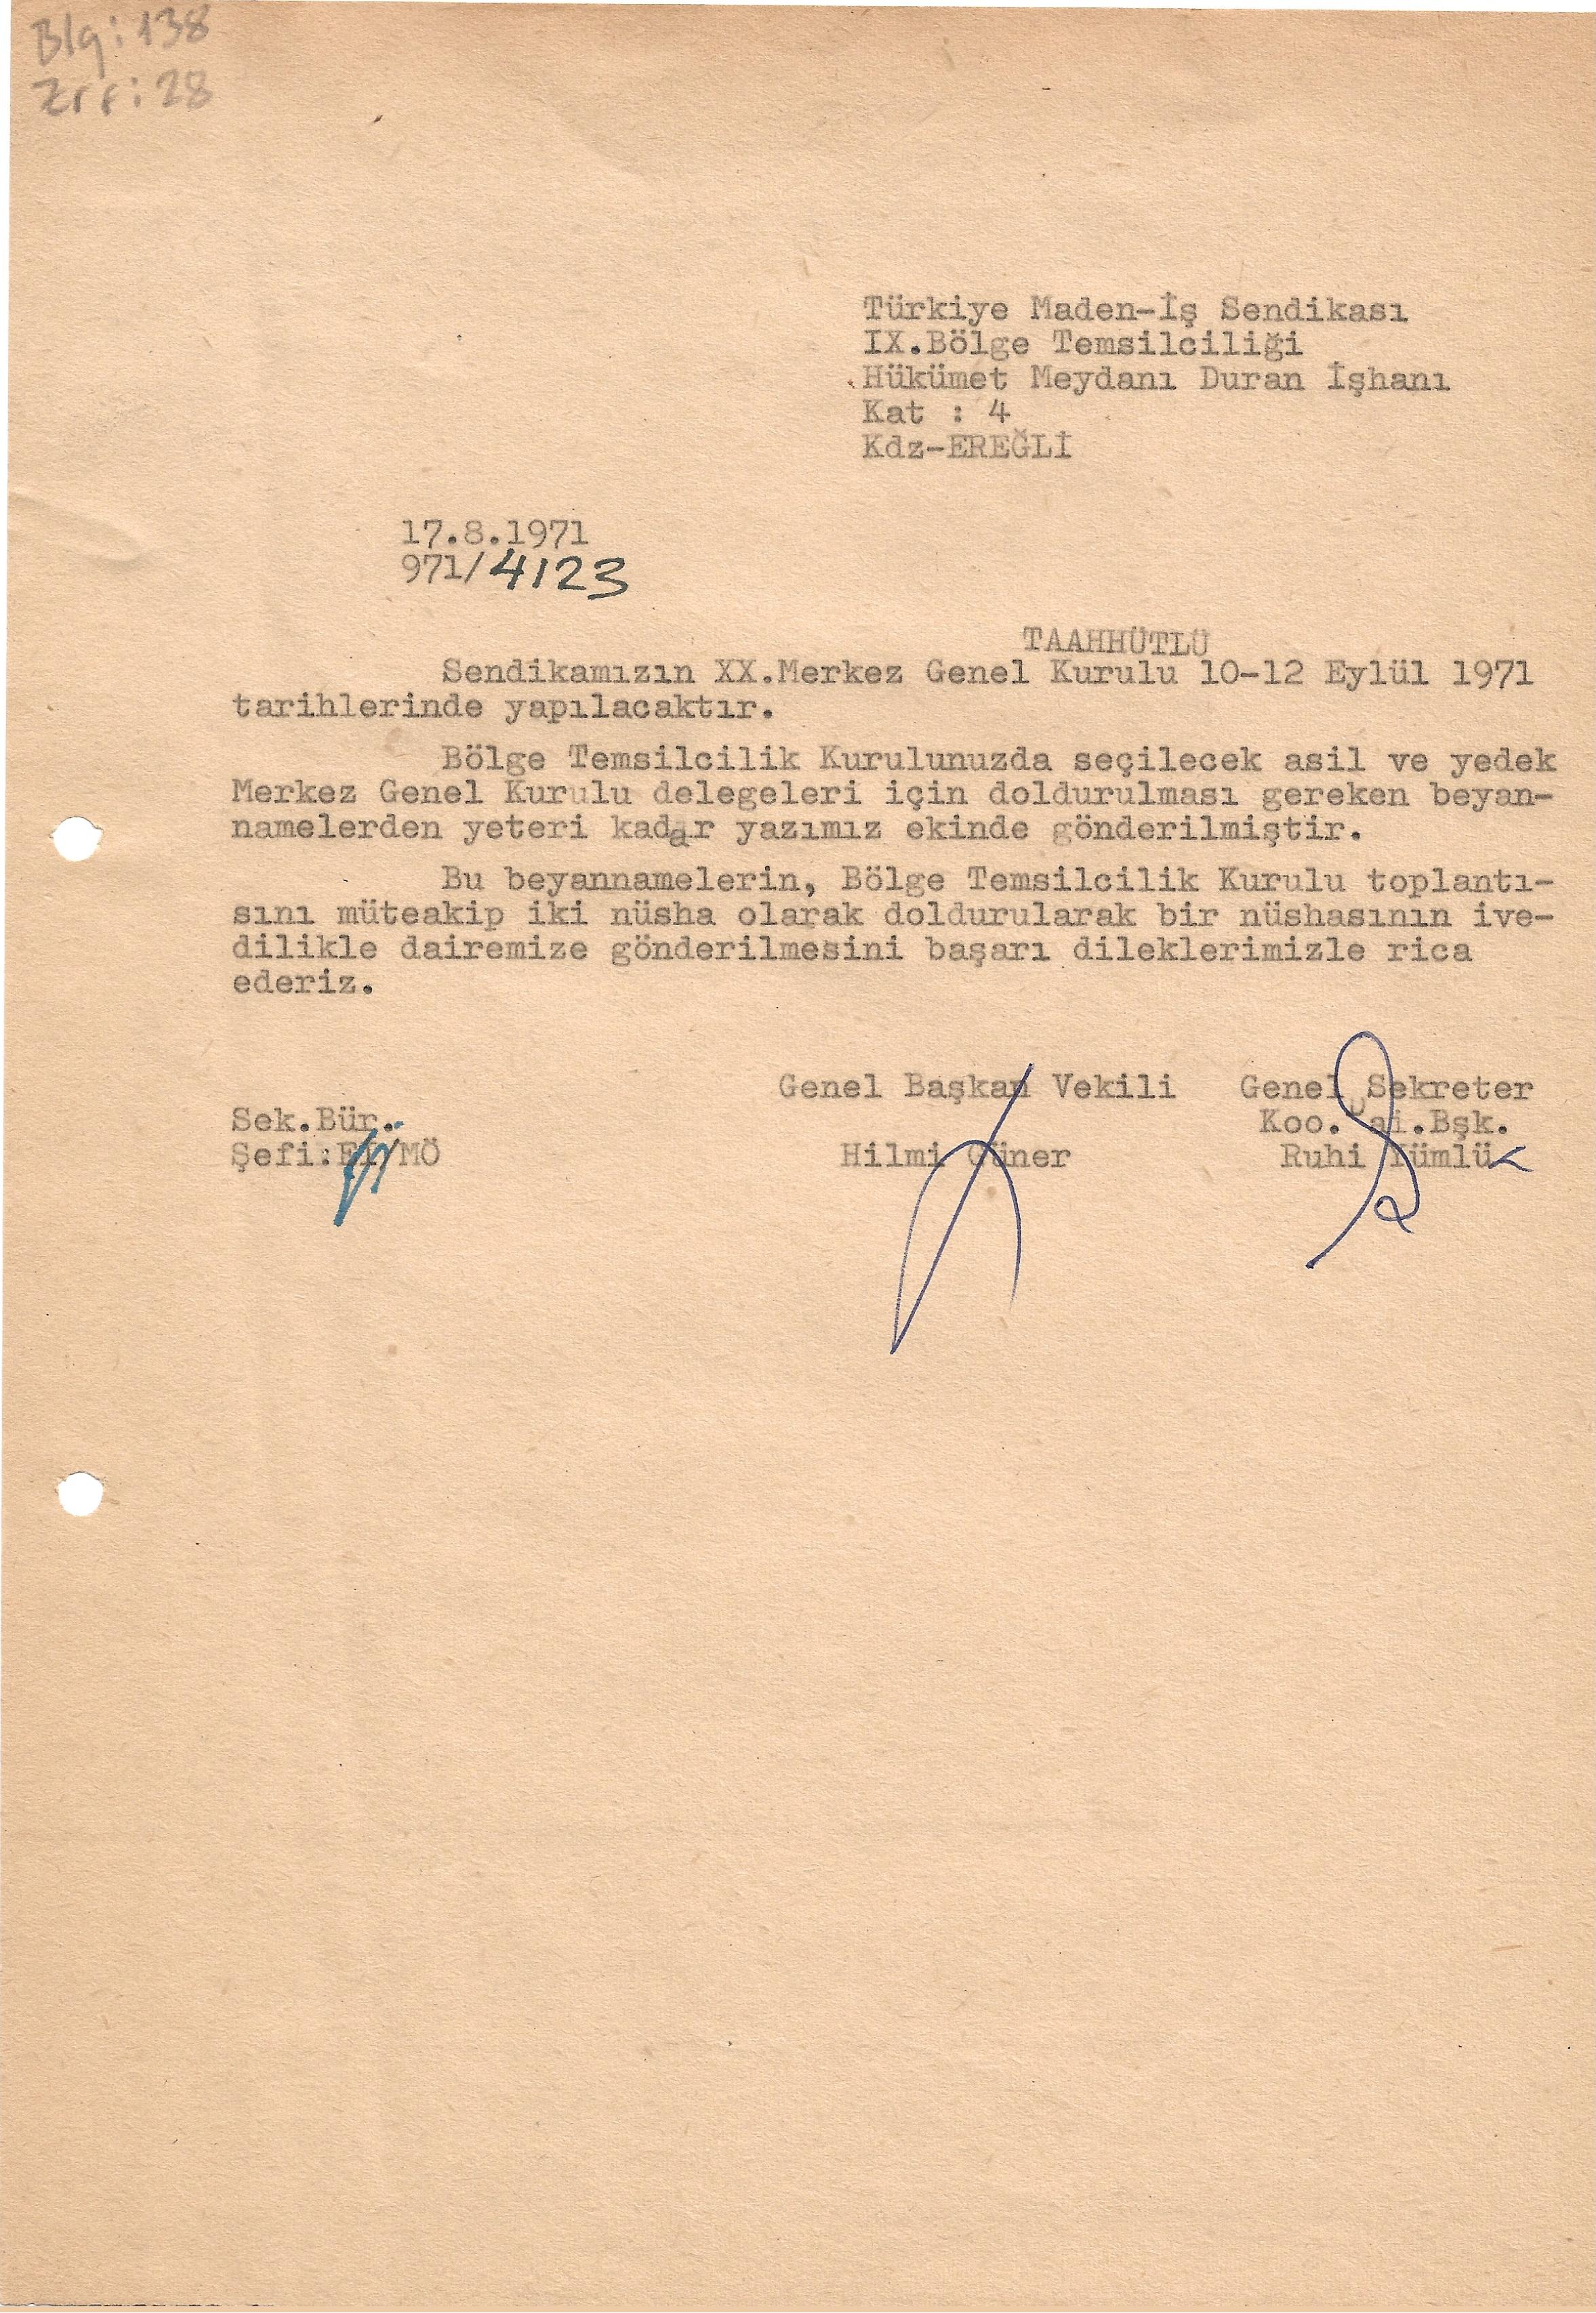 Blg: 138
Zrf: 28
Türkiye Maden-İş Sendikası
IX.Bölge Temsilciliği
Hükümet Meydanı Duran İşhanı
Kat : 4
Kdz-EREĞLİ
17.8.1971
971/4123
TAAHHÜTLÜ
Sendikamızın XX.Merkez Genel Kurulu 10-12 Eylül 1971
tarihlerinde yapılacaktır.
Bölge Temsilcilik Kurulunuzda seçilecek asil ve yedek
Merkez Genel Kurulu delegeleri için doldurulması gereken beyan-
namelerden yeteri kadar yazımız ekinde gönderilmiştir.
Bu beyannamelerin, Bölge Temsilcilik Kurulu toplantı-
sını müteakip iki nüsha olarak doldurularak bir nüshasının ive-
dilikle dairemize gönderilmesini başarı dileklerimizle rica
ederiz.
Genel Başkan Vekili Genel Sekreter
Sek.Bür. Koo. .Bşk.
Şefi: Hilmi Güner Ruhi Yümlü